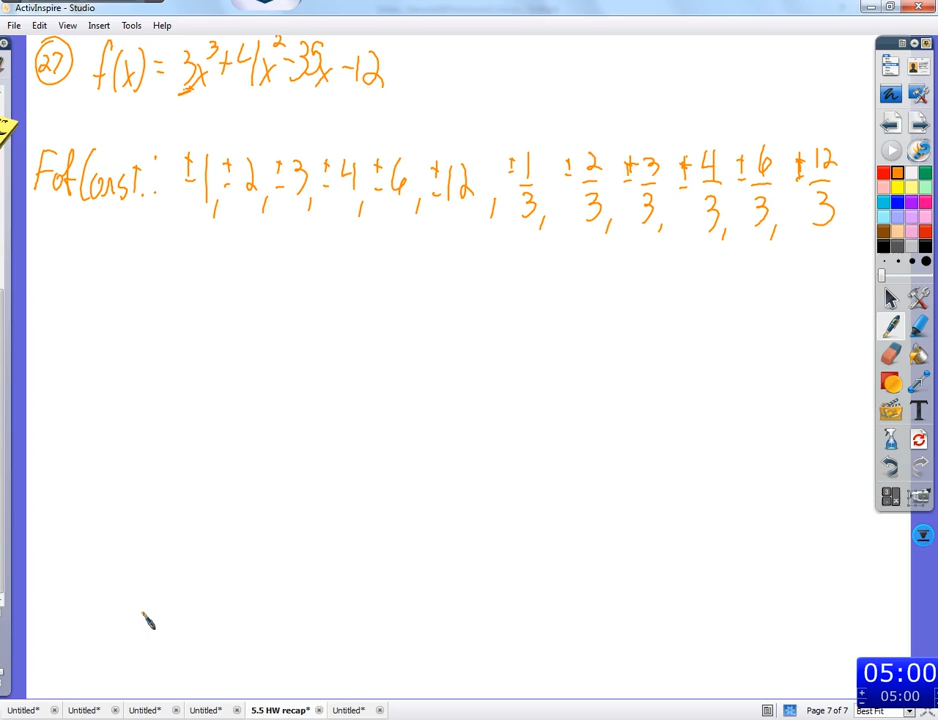 ActivInspire - Studio
File Edit View Insert Tools Help
(27) f(x) = 3x³+4x²-35x-12
Fof Const.: ±1, ±2, ±3, ±4, ±6, ±12, ±1/3, ±2/3, ±3/3, ±4/3, ±6/3, ±12/3
T
05:00
05:00
Untitled* Untitled* Untitled* Untitled* 5.5 HW recap* Untitled* Page 7 of 7 Best Fit